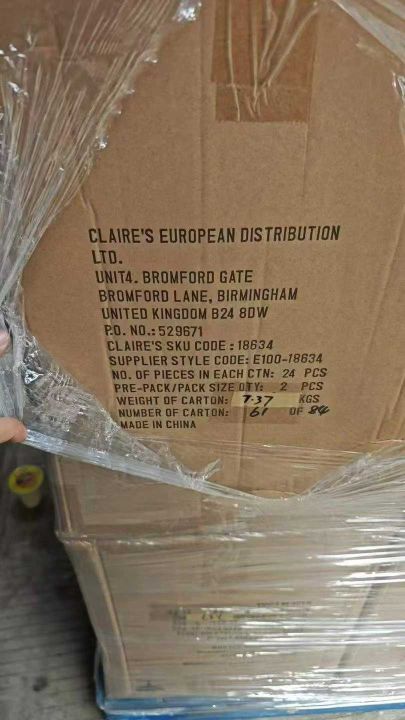 CLAIRE'S EUROPEAN DISTRIBUTION
LTD.
UNIT4. BROMFORD GATE
BROMFORD LANE, BIRMINGHAM
UNITED KINGDOM B24 8DW
P.O. NO.: 529671
CLAIRE'S SKU CODE : 18634
SUPPLIER STYLE CODE: E100-18634
NO. OF PIECES IN EACH CTN: 24 PCS
PRE-PACK/PACK SIZE QTY: 2 PCS
WEIGHT OF CARTON: 7.37 KGS
NUMBER OF CARTON: 61 OF 84
MADE IN CHINA